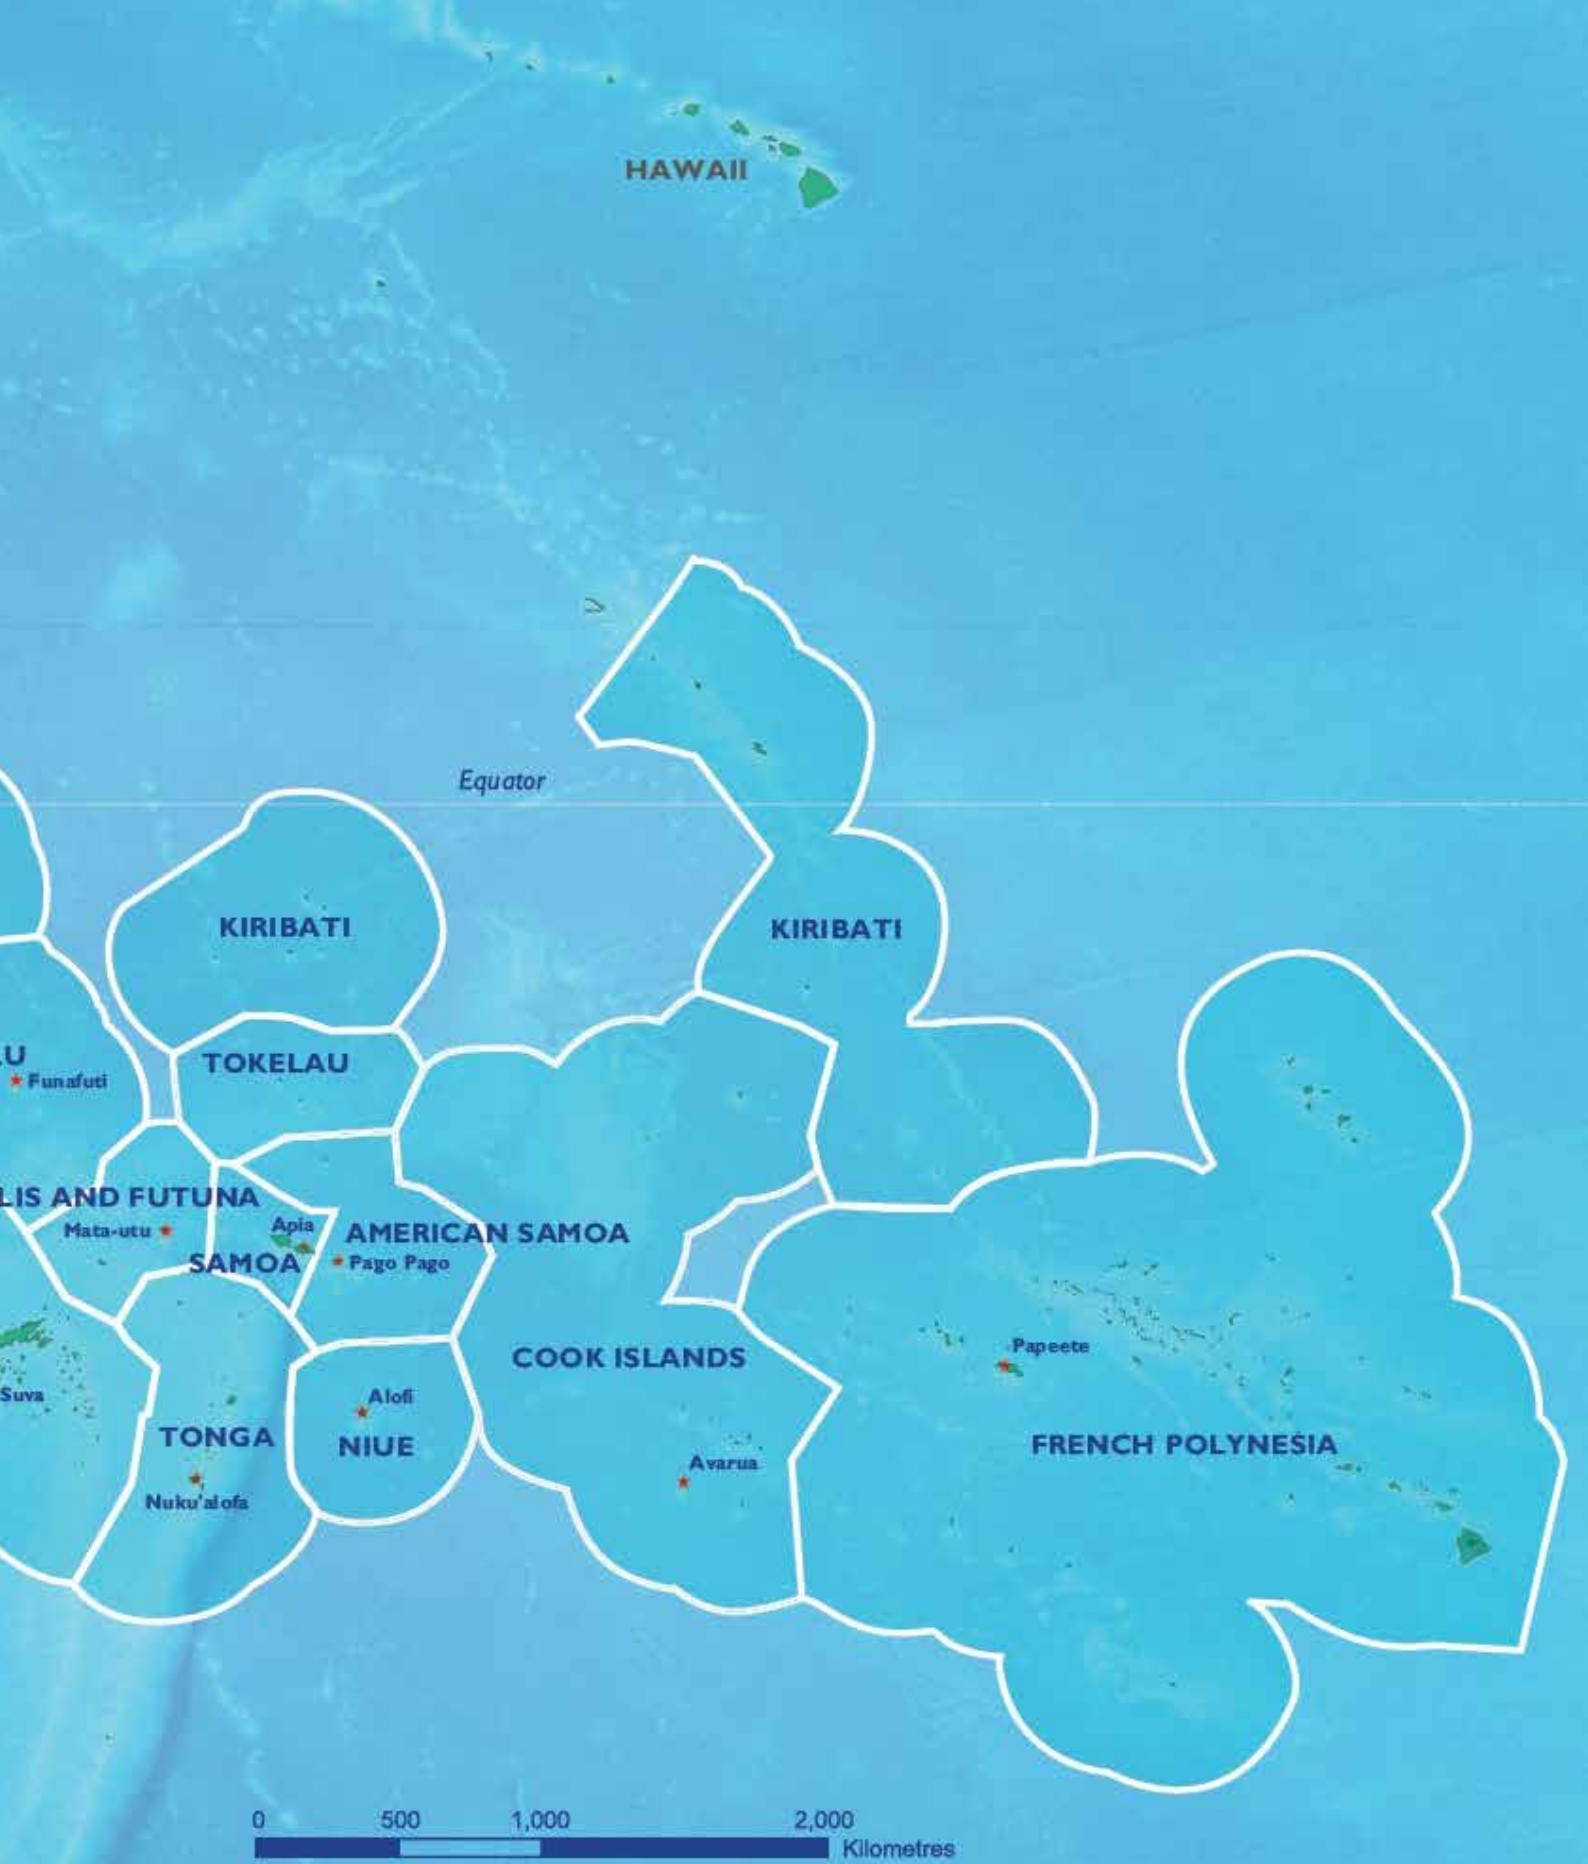 HAWAII
Equator
KIRIBATI
KIRIBATI
TOKELAU
U
Funafuti
LIS AND FUTUNA
Mata-utu
Apia
SAMOA
AMERICAN SAMOA
Pago Pago
COOK ISLANDS
Papeete
Suva
Alofi
TONGA
NIUE
FRENCH POLYNESIA
Avarua
Nuku'alofa
0 500 1,000 2,000
Kilometres